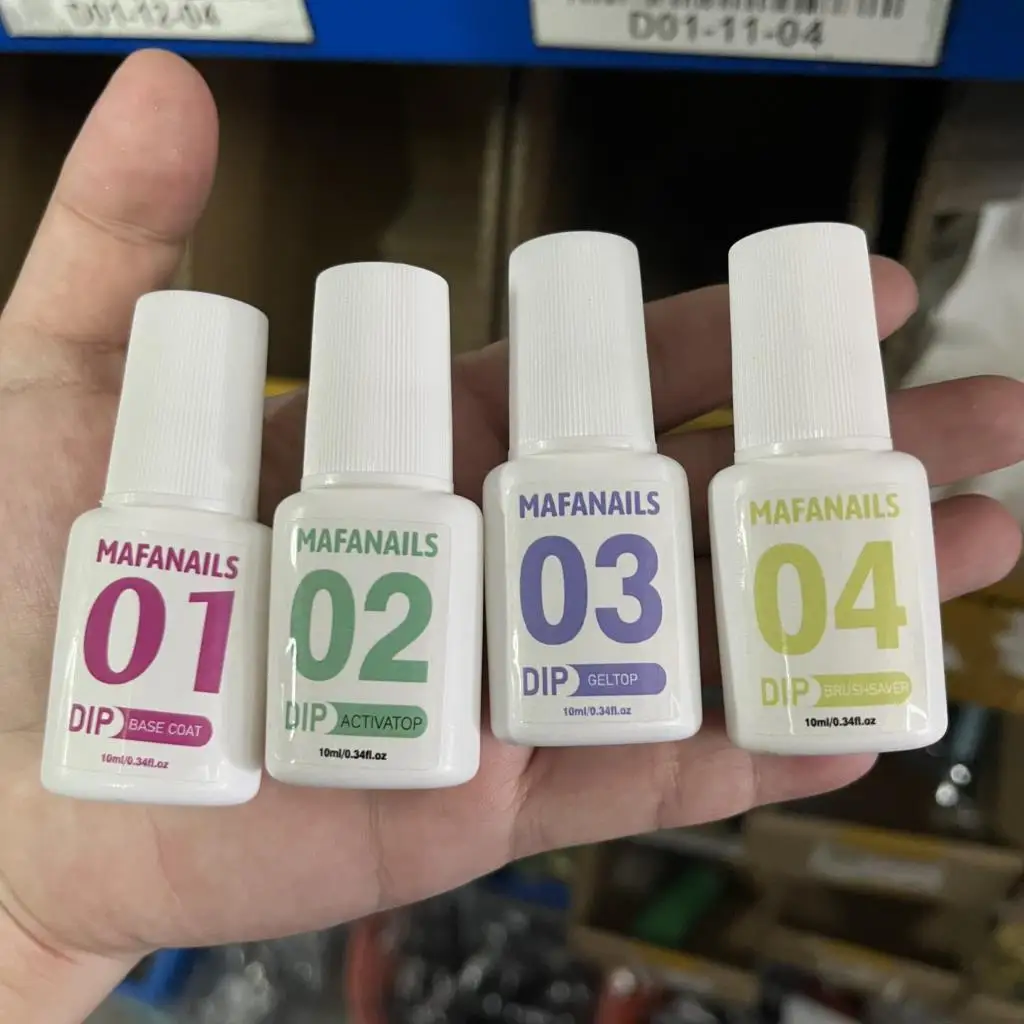 D01-12-04
D01-11-04
MAFANAILS
01
DIP BASE COAT
10ml/0.34fl.oz
MAFANAILS
02
DIP ACTIVATOP
10ml/0.34fl.oz
MAFANAILS
03
DIP GELTOP
10ml/0.34fl.oz
MAFANAILS
04
DIP BRUSHSAVER
10ml/0.34fl.oz